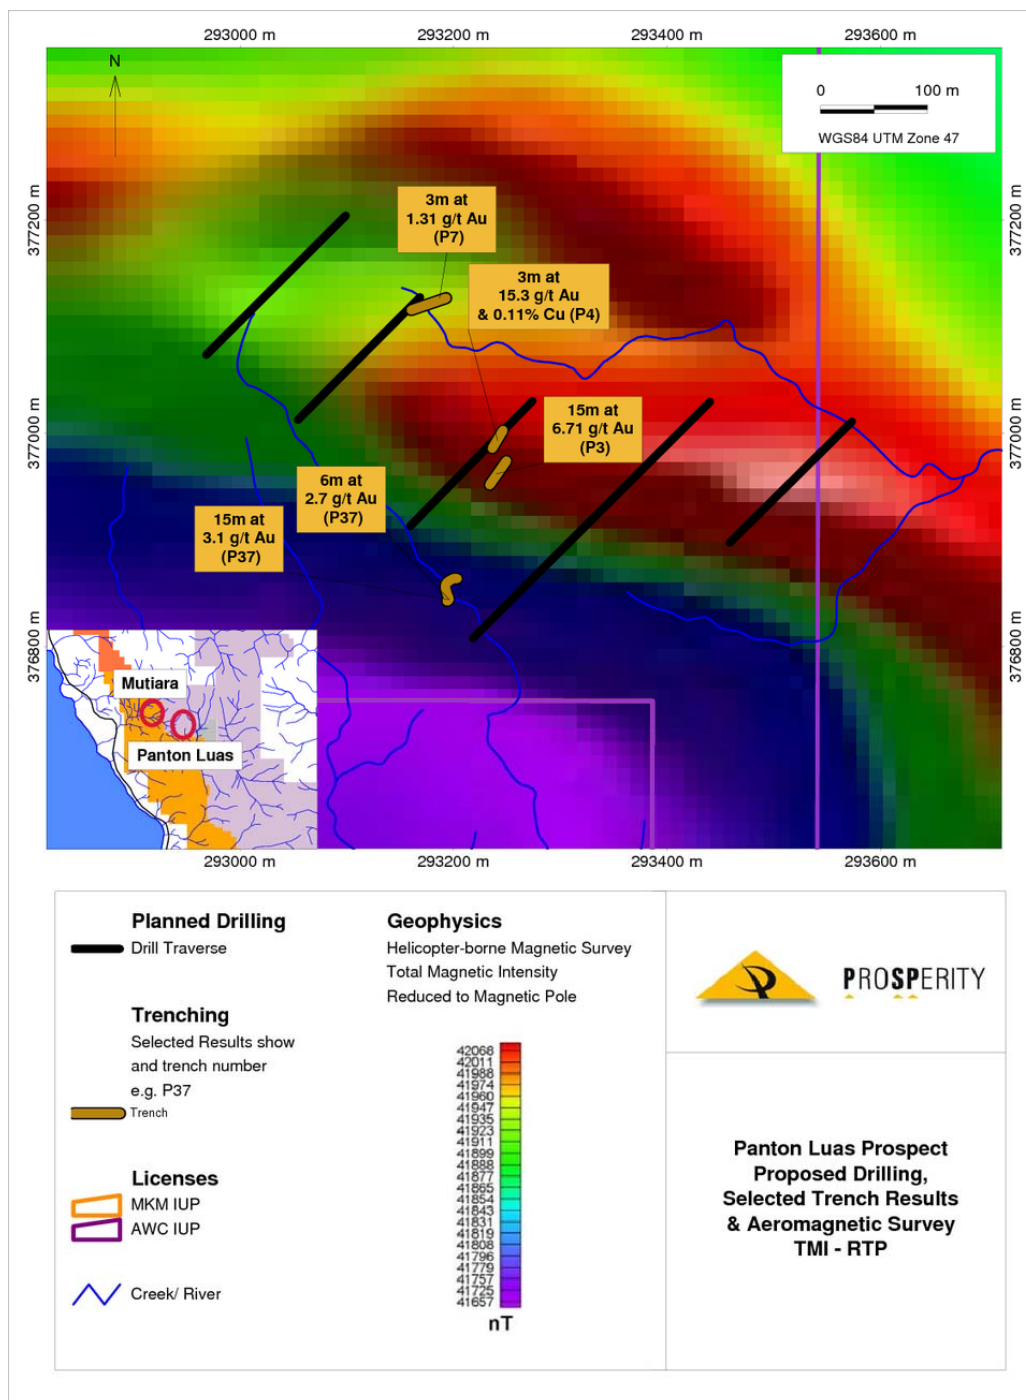 293000 m
293200 m
293400 m
293600 m
N
0
100 m
WGS84 UTM Zone 47
377200 m
377200 m
3m at
1.31 g/t Au
(P7)
3m at
15.3 g/t Au
& 0.11% Cu (P4)
377000 m
377000 m
15m at
6.71 g/t Au
(P3)
6m at
2.7 g/t Au
(P37)
15m at
3.1 g/t Au
(P37)
376800 m
376800 m
Mutiara
Panton Luas
293000 m
293200 m
293400 m
293600 m
Planned Drilling
Drill Traverse
Trenching
Selected Results show
and trench number
e.g. P37
Trench
Licenses
MKM IUP
AWC IUP
Creek/ River
Geophysics
Helicopter-borne Magnetic Survey
Total Magnetic Intensity
Reduced to Magnetic Pole
42068
42011
41988
41974
41960
41947
41935
41923
41911
41899
41888
41877
41865
41854
41843
41831
41819
41808
41796
41779
41757
41725
41657
nT
PROSPERITY
Panton Luas Prospect
Proposed Drilling,
Selected Trench Results
& Aeromagnetic Survey
TMI - RTP